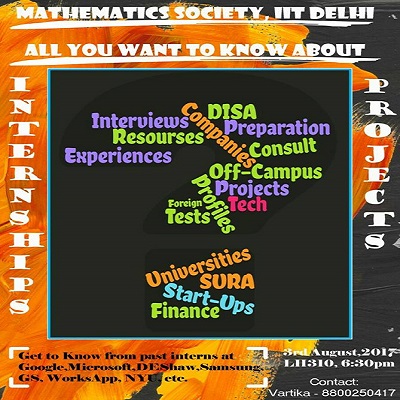 MATHEMATICS SOCIETY, IIT DELHI
ALL YOU WANT TO KNOW ABOUT
INTERNSHIPS
PROJECTS
DISA
Companies
Interviews
Preparation
Resourses
Consult
Experiences
Off-Campus
Profiles
Projects
Foreign
Tech
Tests
Universities
SURA
Start-Ups
Finance
Get to Know from past interns at
Google,Microsoft,DEShaw,Samsung,
GS, WorksApp, NYU, etc.
3rd August,2017
LH310, 6:30pm
Contact:
Vartika - 8800250417